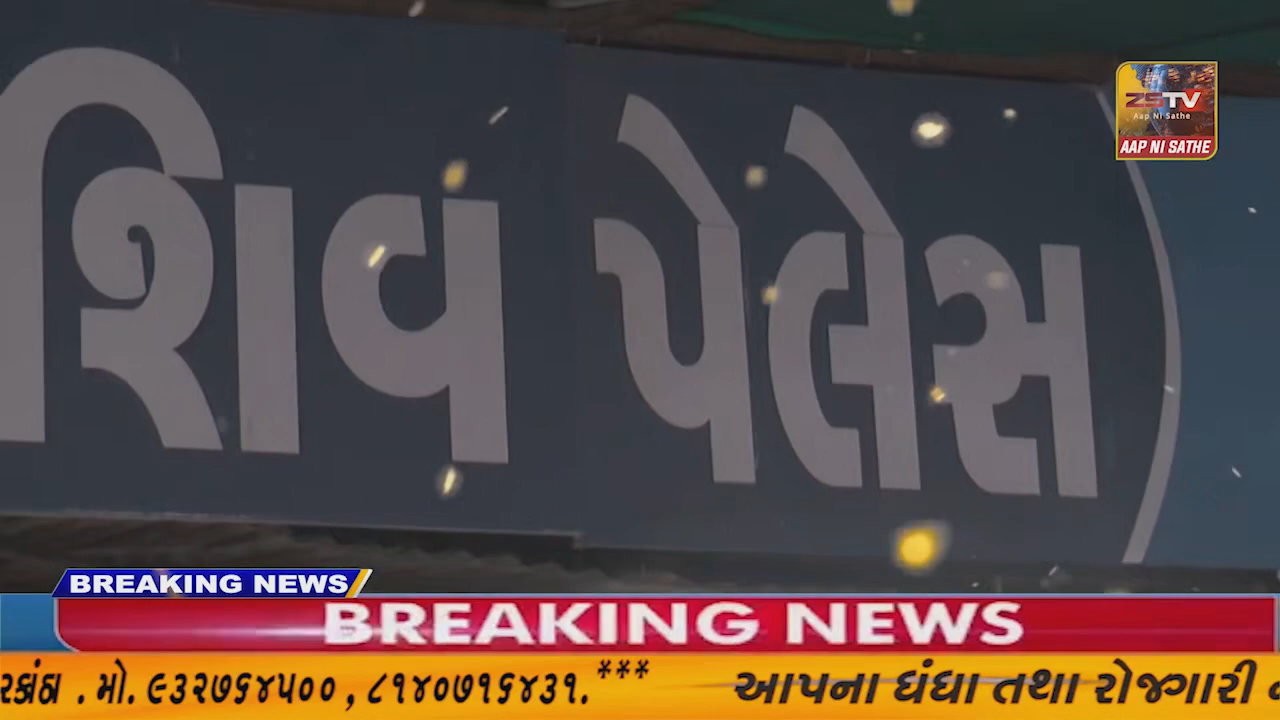 શિવ પેલેસ
ZSTV
Aap Ni Sathe
AAP NI SATHE
BREAKING NEWS
BREAKING NEWS
. મો. ૯૩૨૭૬૪૫૦૦, ૮૧૪૦૭૧૬૪૩૧.*** આપના ધંધા તથા રોજગારી